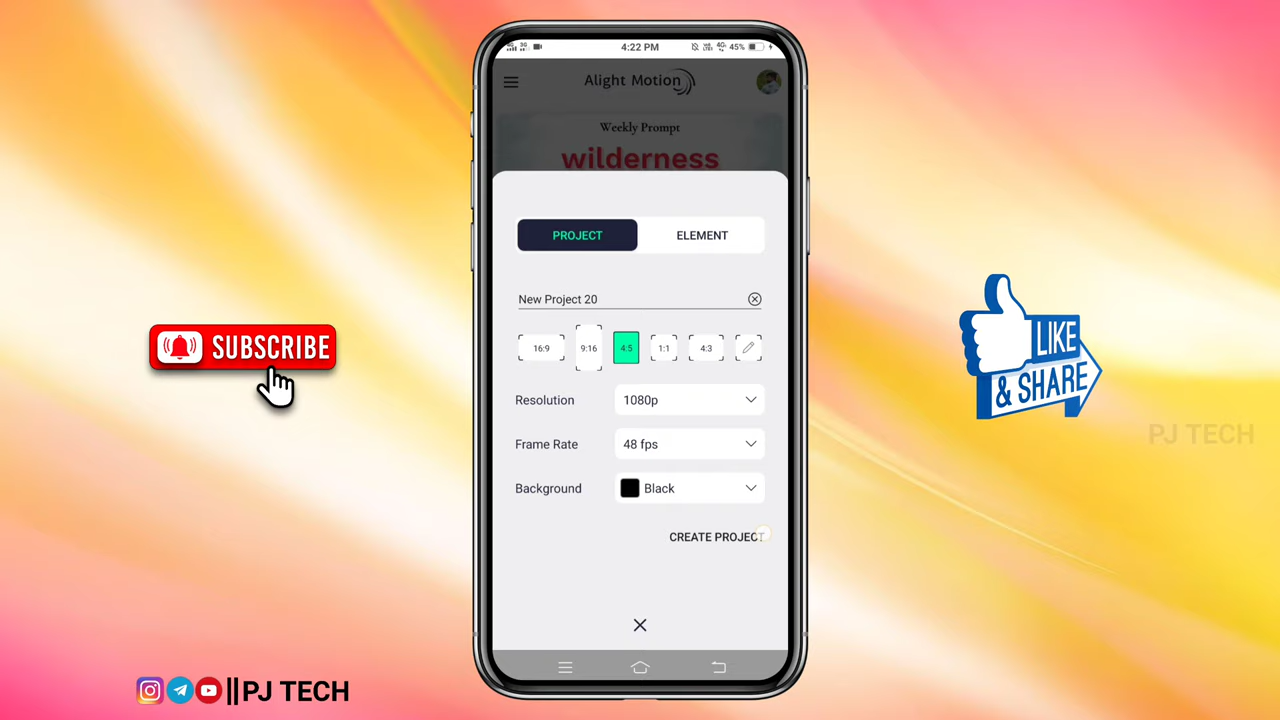 4:22 PM
45%
Alight Motion
Weekly Prompt
wilderness
PROJECT
ELEMENT
New Project 20
16:9
9:16
4:5
1:1
4:3
Resolution
1080p
Frame Rate
48 fps
Background
Black
CREATE PROJECT
SUBSCRIBE
LIKE
& SHARE
PJ TECH
||PJ TECH